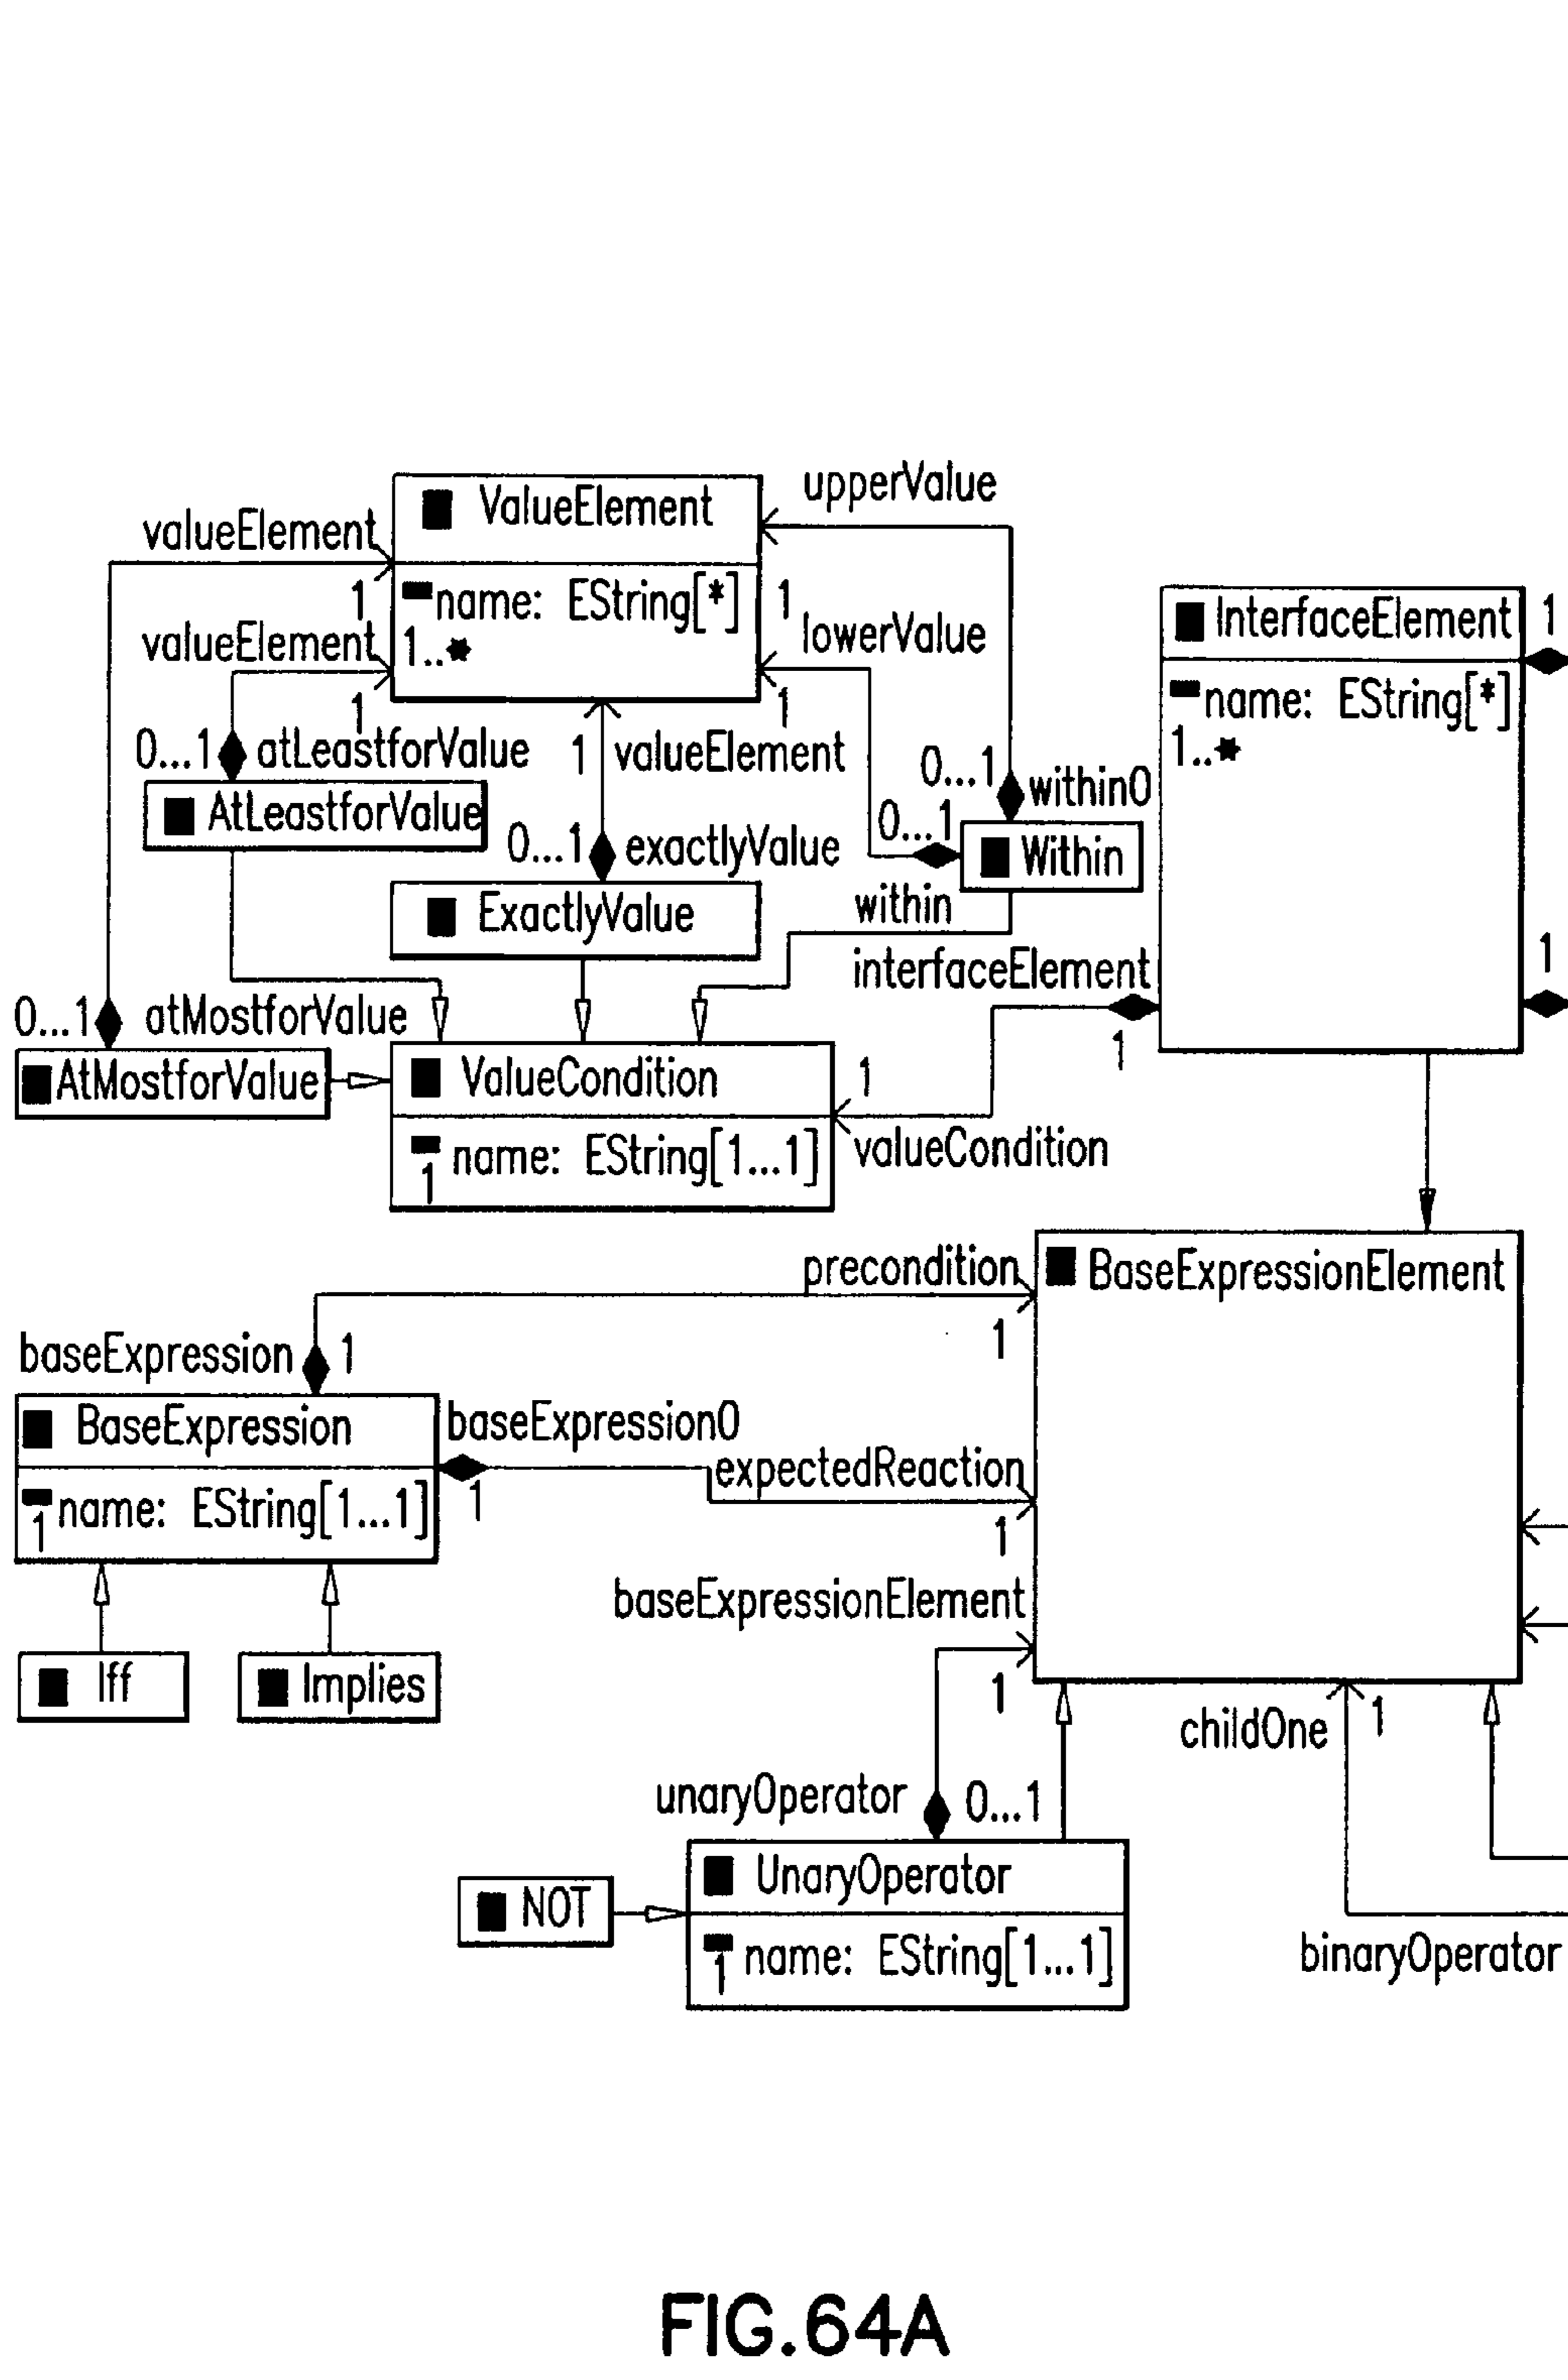 upperValue
ValueElement
valueElement
1
name: EString[*]
1
1..*
valueElement
lowerValue
1
1
InterfaceElement
1
name: EString[*]
1..*
0...1
atLeastforValue
1
valueElement
0...1
within0
AtLeastforValue
0...1
exactlyValue
0...1
Within
ExactlyValue
within
interfaceElement
1
1
0...1
atMostforValue
AtMostforValue
ValueCondition
1
name: EString[1...1]
1
valueCondition
precondition
BaseExpressionElement
1
baseExpression
1
BaseExpression
baseExpression0
expectedReaction
name: EString[1...1]
1
1
1
baseExpressionElement
1
Iff
Implies
childOne
1
unaryOperator
0...1
UnaryOperator
NOT
name: EString[1...1]
1
binaryOperator
FIG.64A